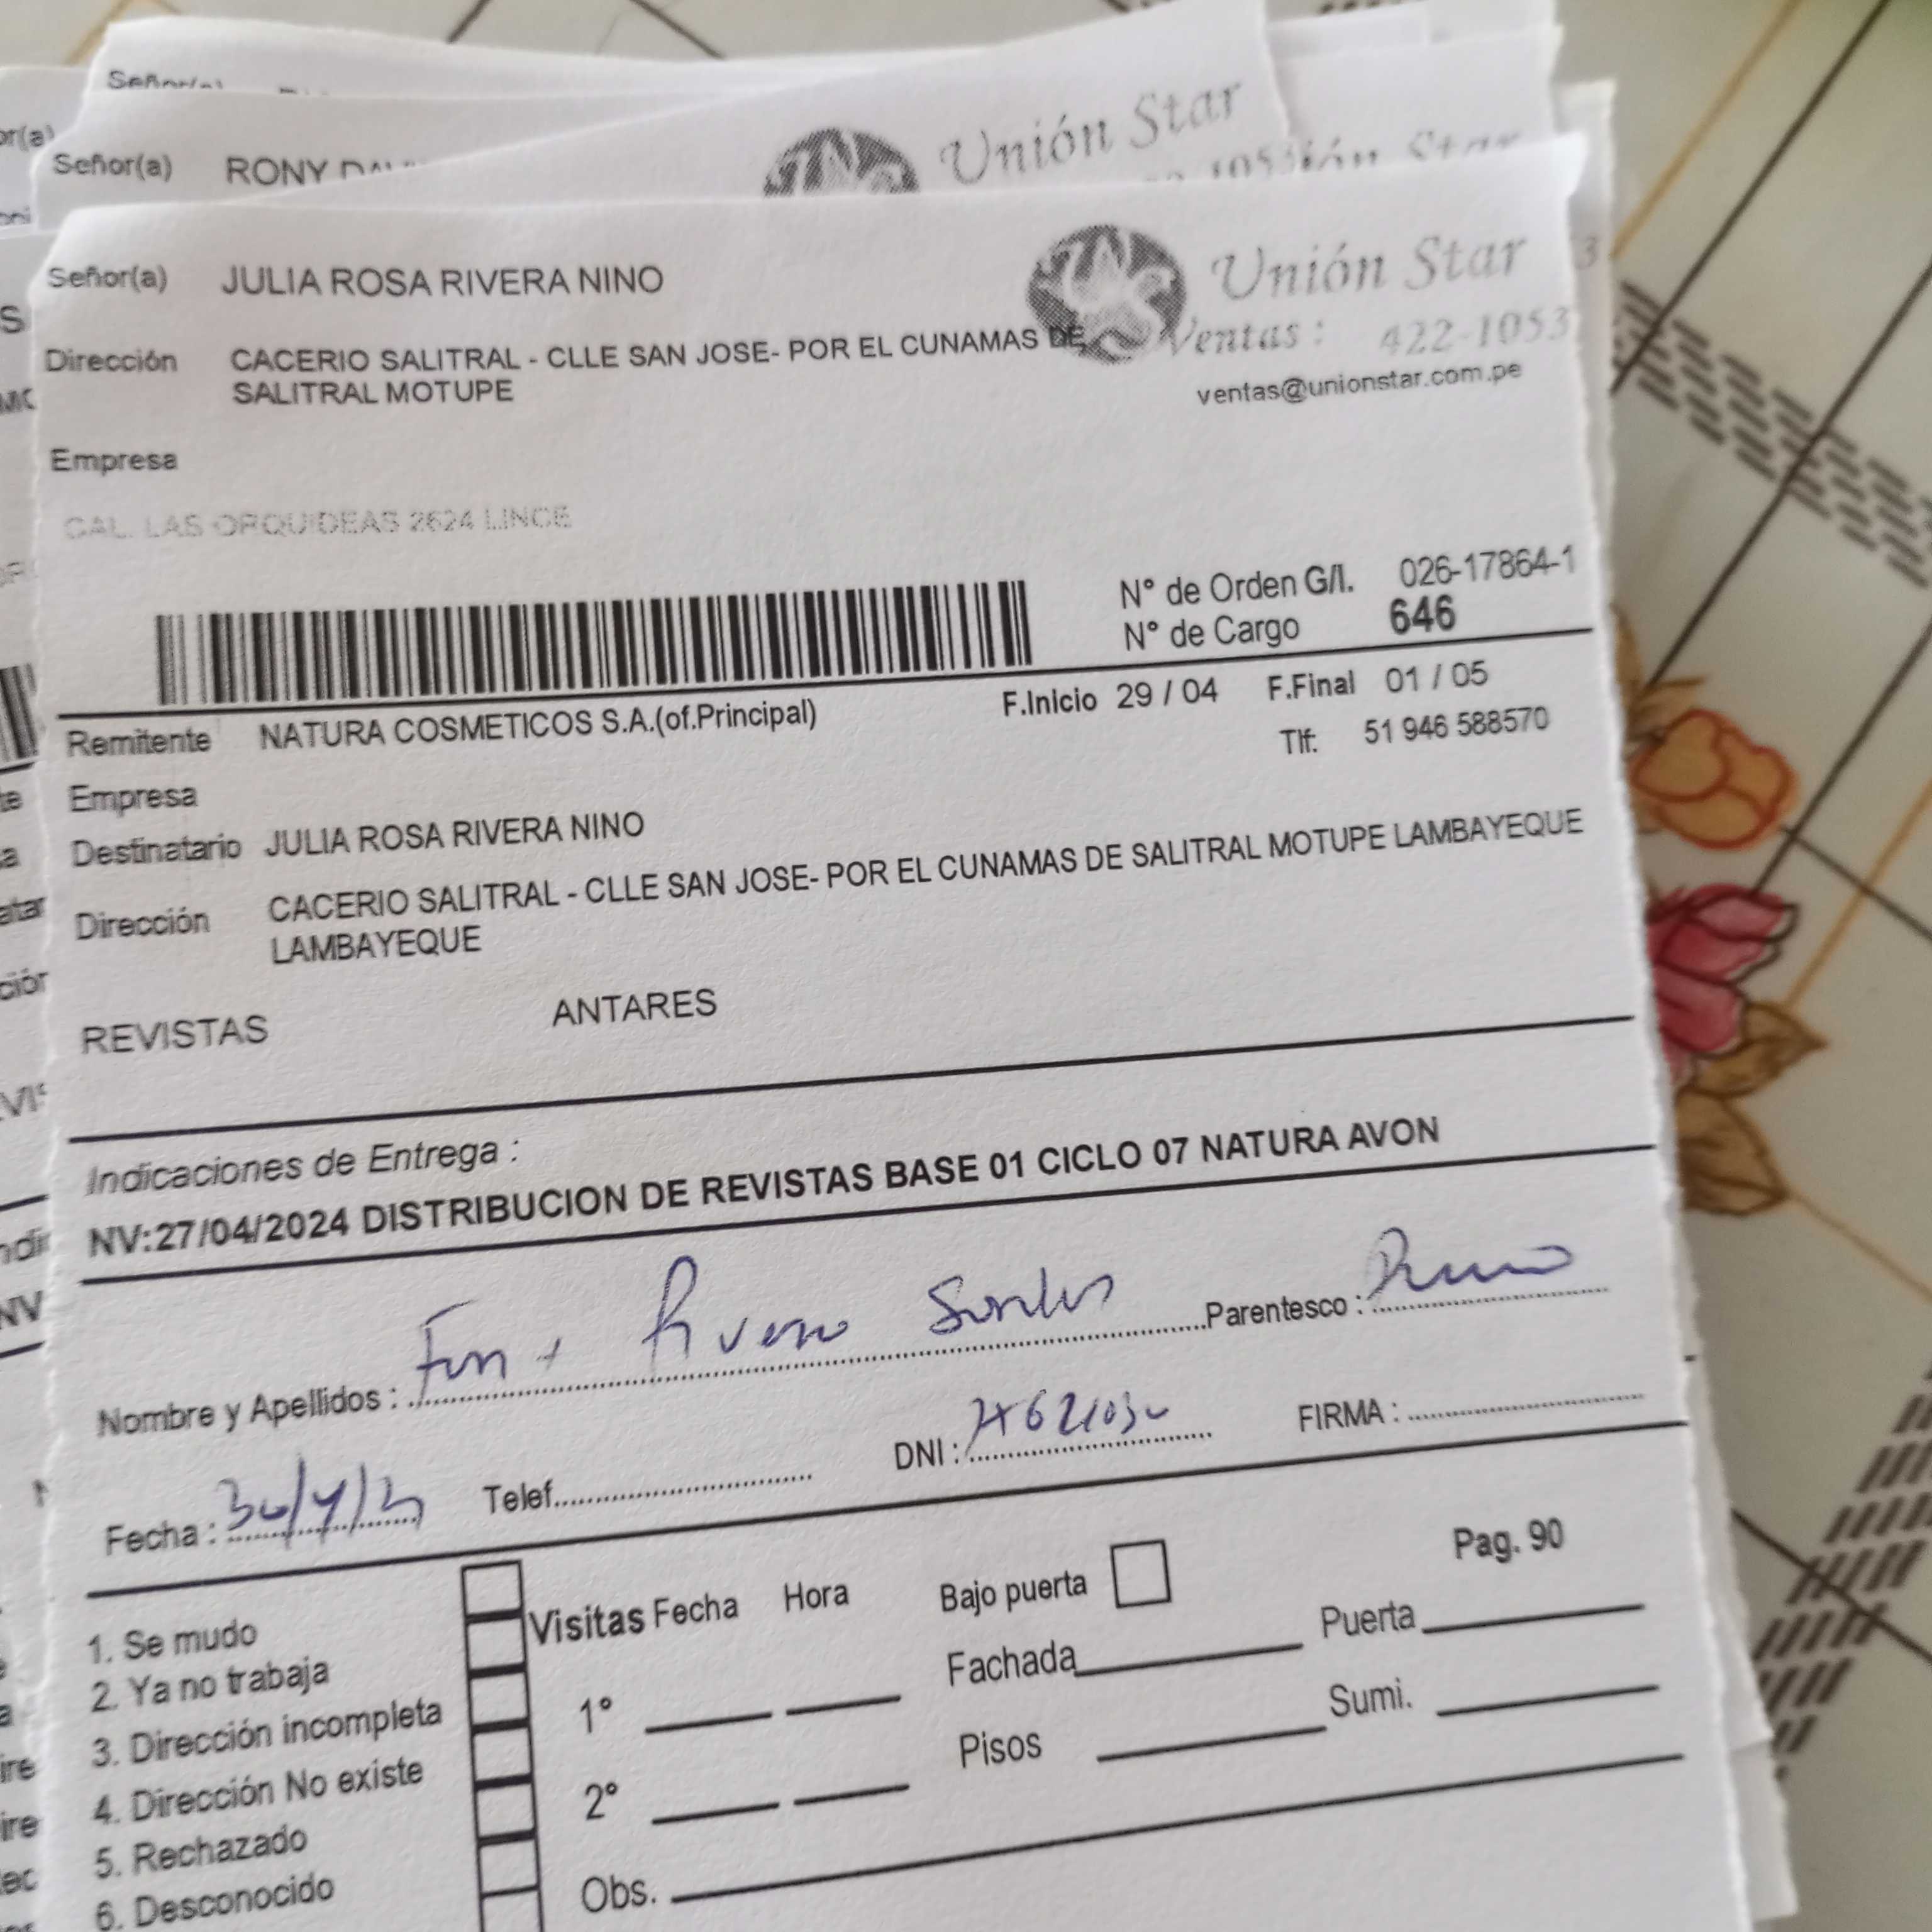 Señor(a)
Señor(a) RONY
Unión Star
Señor(a) JULIA ROSA RIVERA NINO
Unión Star
Dirección CACERIO SALITRAL - CLLE SAN JOSE- POR EL CUNAMAS DE
SALITRAL MOTUPE
Ventas : 422-1053
ventas@unionstar.com.pe
Empresa
CAL. LAS ORQUIDEAS 2624 LINCE
N° de Orden G/I. 026-17864-1
N° de Cargo 646
F.Inicio 29 / 04 F.Final 01 / 05
Remitente NATURA COSMETICOS S.A.(of.Principal)
Tlf: 51 946 588570
Empresa
Destinatario JULIA ROSA RIVERA NINO
Dirección CACERIO SALITRAL - CLLE SAN JOSE- POR EL CUNAMAS DE SALITRAL MOTUPE LAMBAYEQUE
LAMBAYEQUE
REVISTAS ANTARES
Indicaciones de Entrega :
NV:27/04/2024 DISTRIBUCION DE REVISTAS BASE 01 CICLO 07 NATURA AVON
Nombre y Apellidos : Parentesco :
Fecha : Telef. DNI : FIRMA :
Pag. 90
1. Se mudo
2. Ya no trabaja
3. Dirección incompleta
4. Dirección No existe
5. Rechazado
6. Desconocido
Visitas Fecha Hora
1°
2°
Obs.
Bajo puerta
Fachada Puerta
Pisos Sumi.